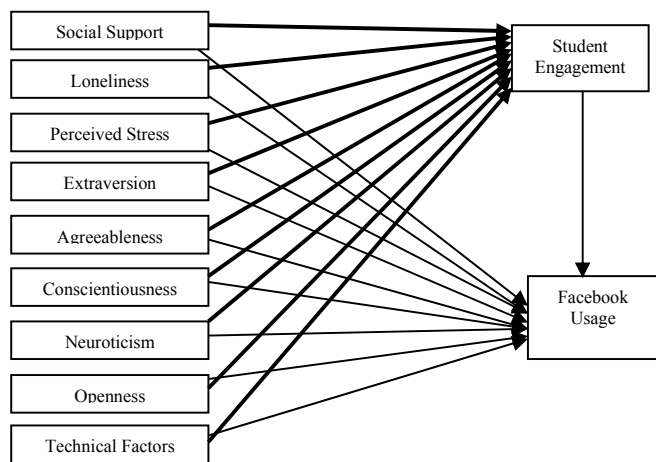 Social Support
Loneliness
Perceived Stress
Extraversion
Agreeableness
Conscientiousness
Neuroticism
Openness
Technical Factors
Student
Engagement
Facebook
Usage